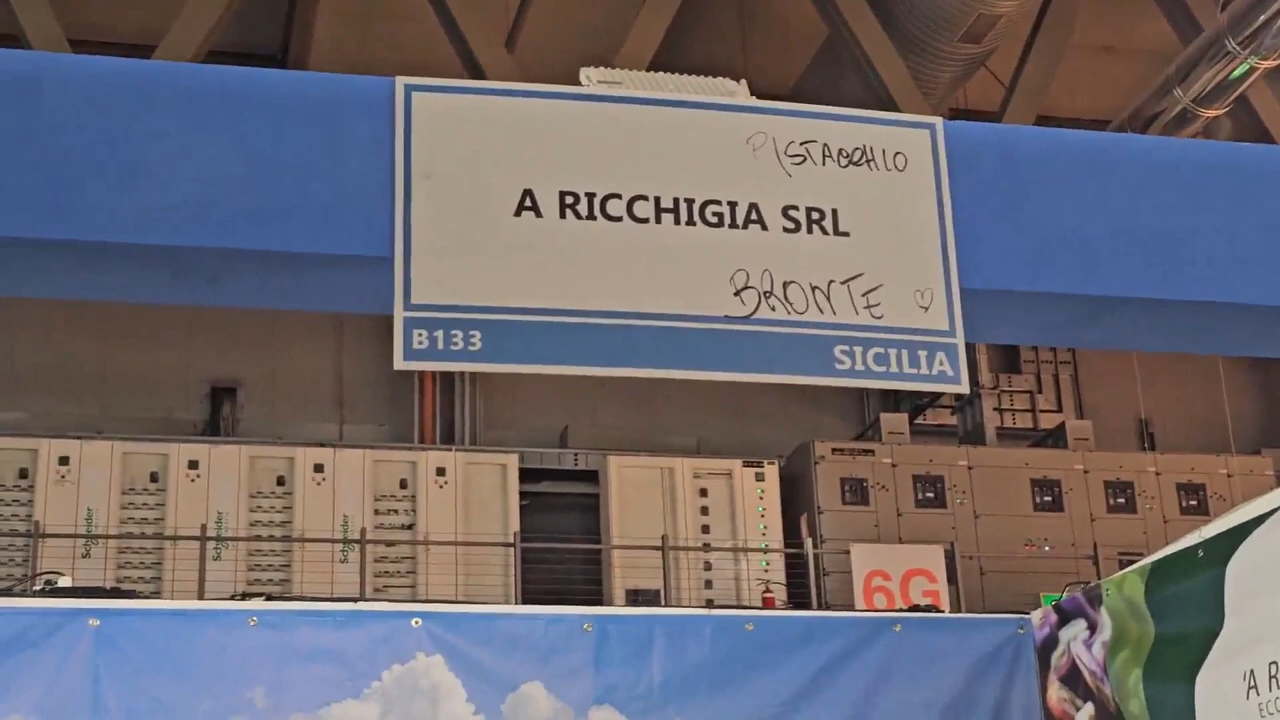 PISTACCHIO
A RICCHIGIA SRL
BRONTE
B133
SICILIA
Schneider
Schneider
Schneider
6G
'A R